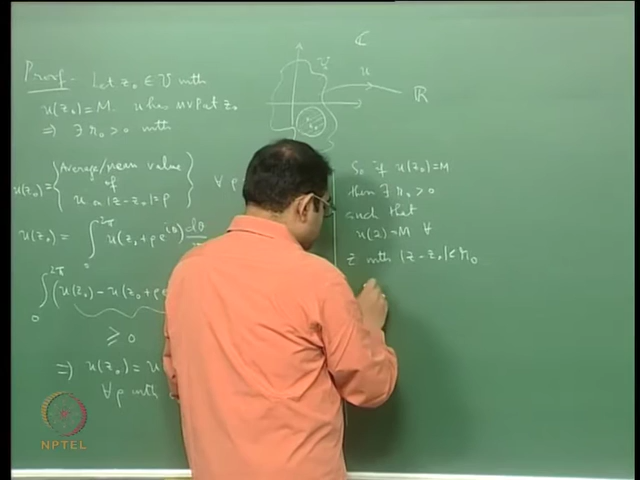 Proof - Let z₀ ∈ U with
u(z₀) = M. u has MVP at z₀
⇒ ∃ r₀ > 0 with
u(z₀) = { Average/mean value of u on |z - z₀| = ρ } ∀ ρ
u(z₀) = ∫₀^2π u(z₀ + ρe^iθ) dθ
∫₀^2π (u(z₀) - u(z₀ + ρe
≥ 0
⇒ u(z₀) = u
∀ρ with
ℂ
U
u
ℝ
So if u(z₀) = M
then ∃ r₀ > 0
such that
u(z) = M ∀
z with |z - z₀| < r₀
NPTEL